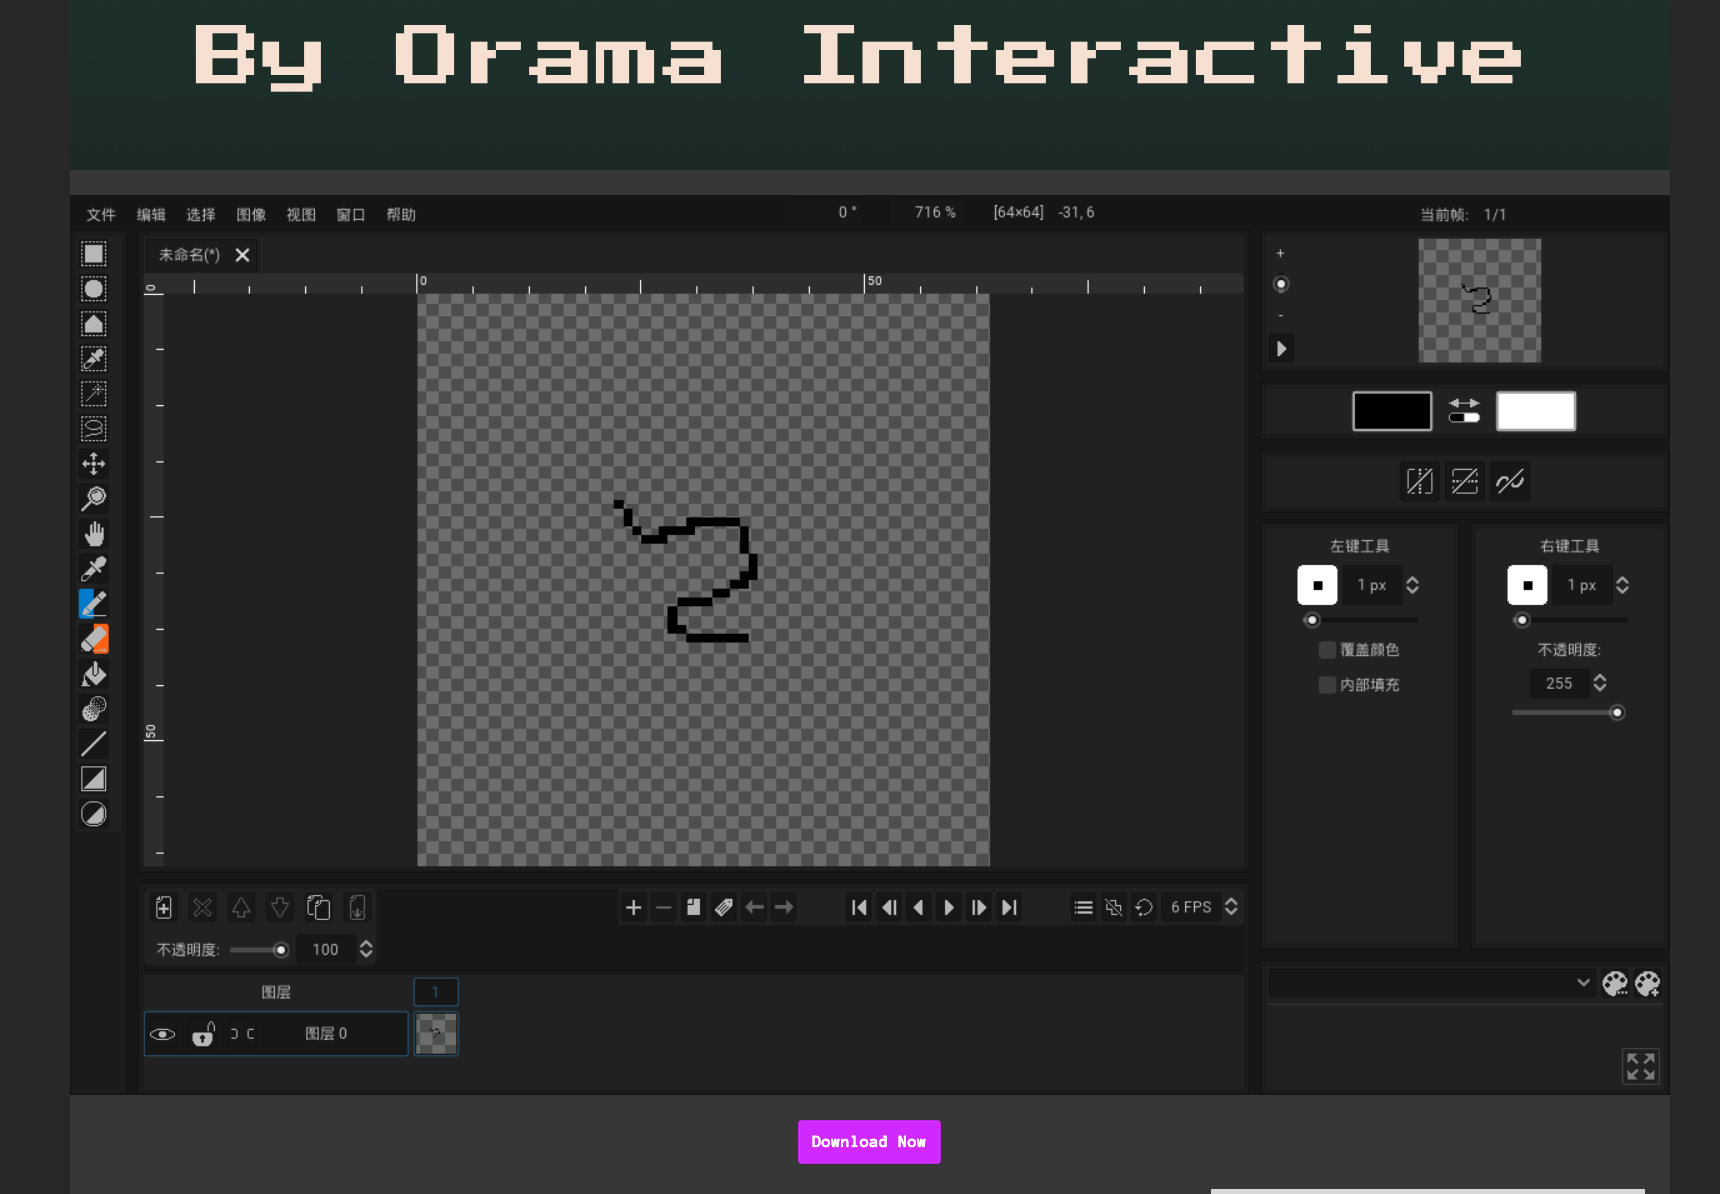 By Orama Interactive
文件 编辑 选择 图像 视图 窗口 帮助 0 ° 716 % [64×64] -31, 6 当前帧: 1/1
未命名(*)
0 50
0
50
+
-
左键工具 右键工具
1 px 1 px
覆盖颜色 不透明度:
内部填充 255
6 FPS
不透明度: 100
图层 1
图层 0
Download Now